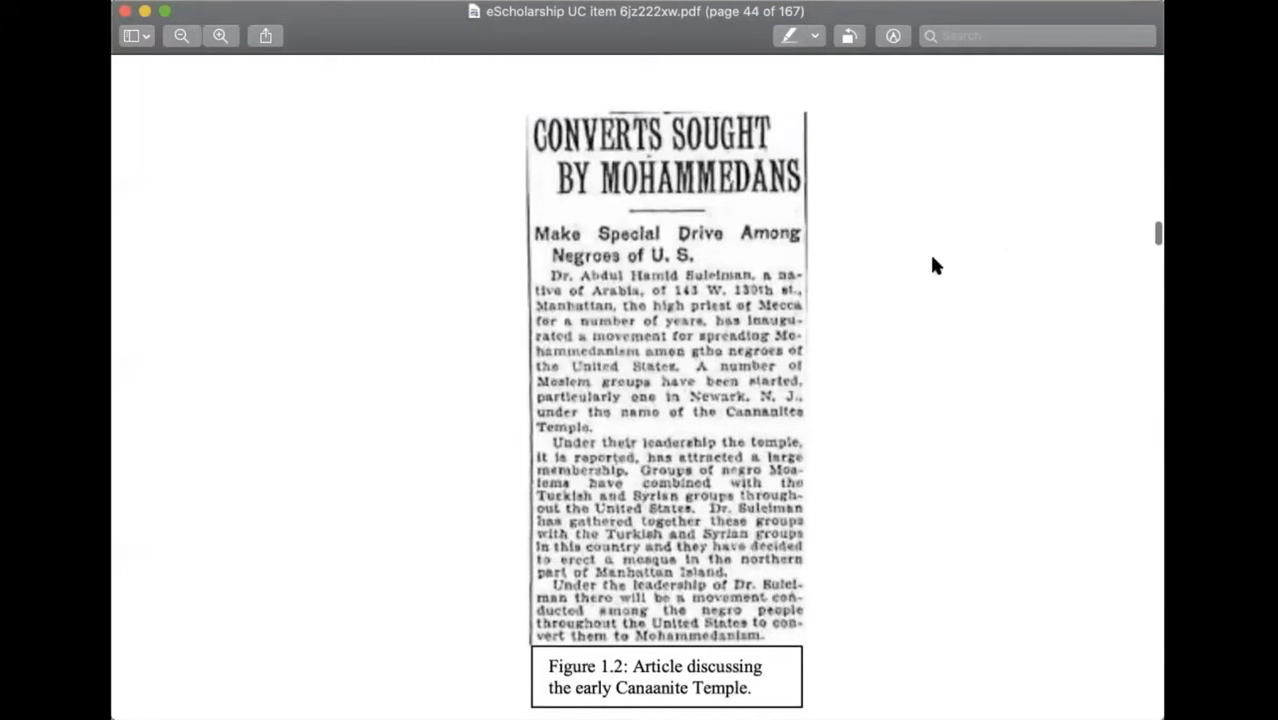 eScholarship UC item 6jz222xw.pdf (page 44 of 167)
Search
CONVERTS SOUGHT
BY MOHAMMEDANS
Make Special Drive Among
Negroes of U. S.
Dr. Abdul Hamid Suleiman, a na-
tive of Arabia, of 143 W. 130th st.,
Manhattan, the high priest of Mecca
for a number of years, has inaugu-
rated a movement for spreading Mo-
hammedanism amon gthe negroes of
the United States. A number of
Moslem groups have been started,
particularly one in Newark, N. J.,
under the name of the Caananites
Temple.
Under their leadership the temple,
it is reported, has attracted a large
membership. Groups of negro Mos-
lems have combined with the
Turkish and Syrian groups through-
out the United States. Dr. Suleiman
has gathered together these groups
with the Turkish and Syrian groups
in this country and they have decided
to erect a mosque in the northern
part of Manhattan Island.
Under the leadership of Dr. Sulei-
man there will be a movement con-
ducted among the negro people
throughout the United States to con-
vert them to Mohammedanism.
Figure 1.2: Article discussing
the early Canaanite Temple.